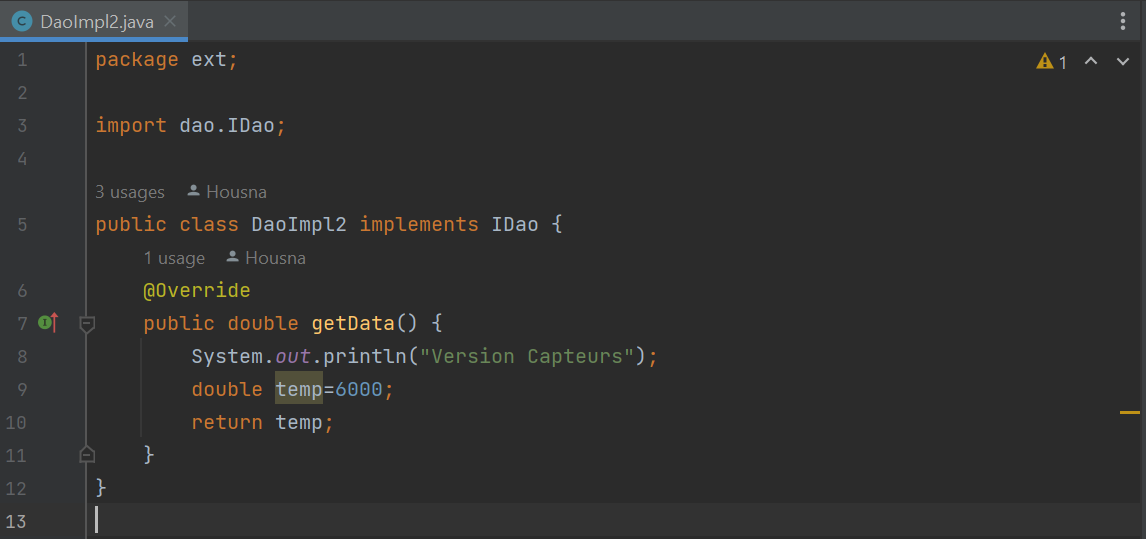 DaoImpl2.java
1
1 package ext;
2
3 import dao.IDao;
4
3 usages Housna
5 public class DaoImpl2 implements IDao {
1 usage Housna
6 @Override
7 public double getData() {
8 System.out.println("Version Capteurs");
9 double temp=6000;
10 return temp;
11 }
12 }
13